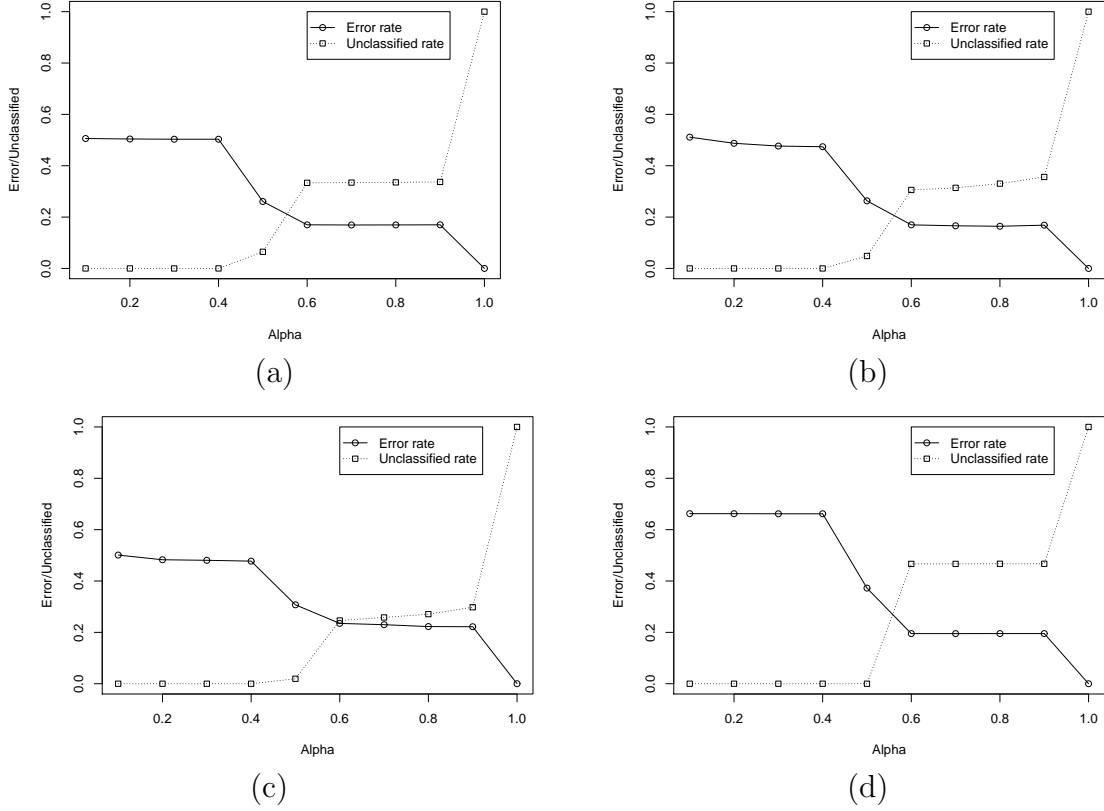 Error rate
Unclassified rate
Error/Unclassified
0.0 0.2 0.4 0.6 0.8 1.0
0.2 0.4 0.6 0.8 1.0
Alpha
(a)
Error rate
Unclassified rate
Error/Unclassified
0.0 0.2 0.4 0.6 0.8 1.0
0.2 0.4 0.6 0.8 1.0
Alpha
(b)
Error rate
Unclassified rate
Error/Unclassified
0.0 0.2 0.4 0.6 0.8 1.0
0.2 0.4 0.6 0.8 1.0
Alpha
(c)
Error rate
Unclassified rate
Error/Unclassified
0.0 0.2 0.4 0.6 0.8 1.0
0.2 0.4 0.6 0.8 1.0
Alpha
(d)